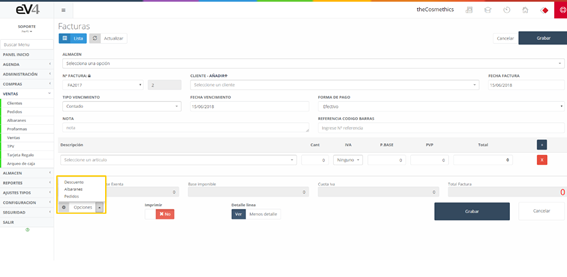 eV4
theCosmethics
SOPORTE
Buscar Menu
PANEL INICIO
AGENDA
ADMINISTRACIÓN
COMPRAS
VENTAS
Clientes
Pedidos
Albaranes
Proformas
Ventas
TPV
Tarjeta Regalo
Arqueo de caja
ALMACEN
REPORTES
AJUSTES TIPOS
CONFIGURACION
SEGURIDAD
SALIR
Facturas
Lista
Actualizar
Cancelar
Grabar
ALMACEN
Selecciona una opción
Nº FACTURA:
CLIENTE - AÑADIR
FECHA FACTURA
FA2017
2
Seleccione un cliente
15/06/2018
TIPO VENCIMIENTO
FECHA VENCIMIENTO
FORMA DE PAGO
Contado
15/06/2018
Efectivo
NOTA
REFERENCIA CODIGO BARRAS
nota
Ingresar Nº referencia
Descripción
Cant
IVA
P.BASE
PVP
Total
+
Seleccione un artículo
0
Ninguno
0
0
0
X
Descuento
Albaranes
Pedidos
Opciones
Base Imponible
Cuota iva
Total Factura
0
0
0
0
Imprimir
No
Detalle línea
Ver
Menos detalle
Grabar
Cancelar